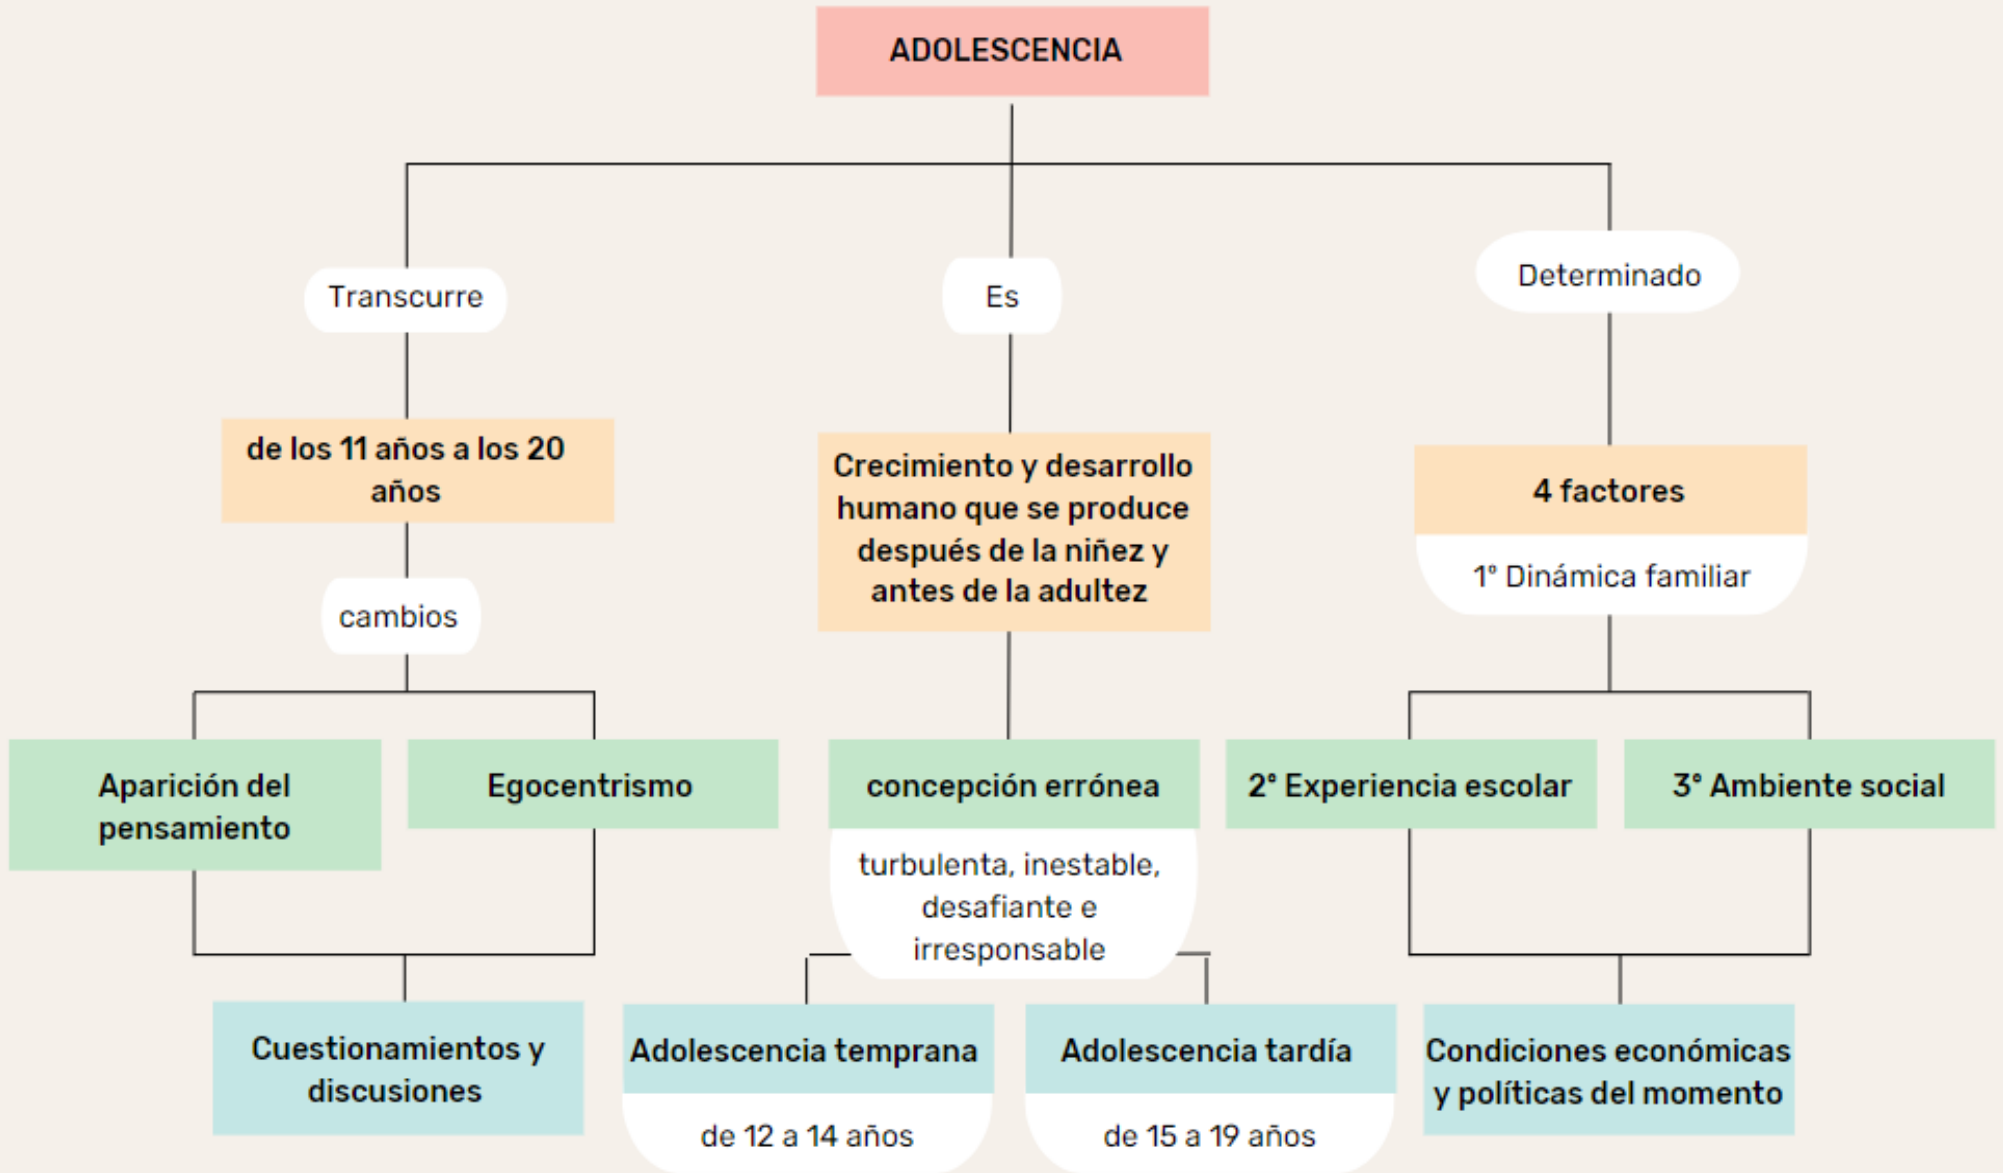 ADOLESCENCIA
Transcurre
Es
Determinado
de los 11 años a los 20
años
Crecimiento y desarrollo
humano que se produce
después de la niñez y
antes de la adultez
4 factores
1º Dinámica familiar
cambios
Aparición del
pensamiento
Egocentrismo
concepción errónea
turbulenta, inestable,
desafiante e
irresponsable
2º Experiencia escolar
3º Ambiente social
Cuestionamientos y
discusiones
Adolescencia temprana
de 12 a 14 años
Adolescencia tardía
de 15 a 19 años
Condiciones económicas
y políticas del momento